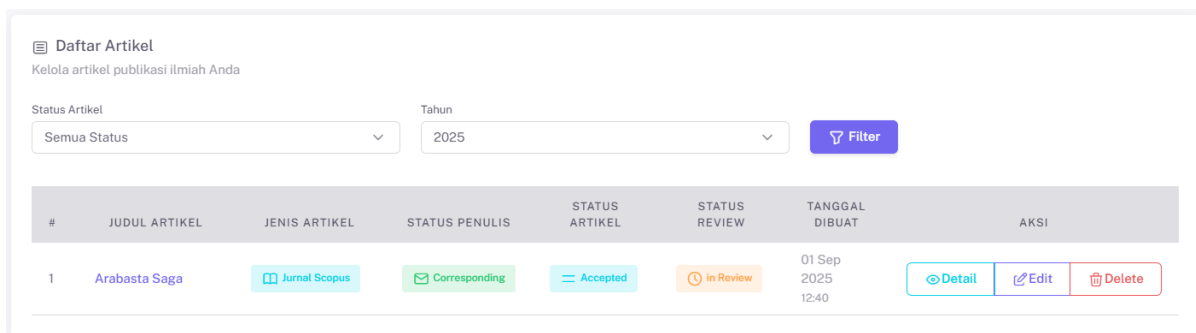 Daftar Artikel
Kelola artikel publikasi ilmiah Anda
Status Artikel
Tahun
Semua Status
2025
Filter
#
JUDUL ARTIKEL
JENIS ARTIKEL
STATUS PENULIS
STATUS
ARTIKEL
STATUS
REVIEW
TANGGAL
DIBUAT
AKSI
1
Arabasta Saga
Jurnal Scopus
Corresponding
Accepted
in Review
01 Sep
2025
12:40
Detail
Edit
Delete